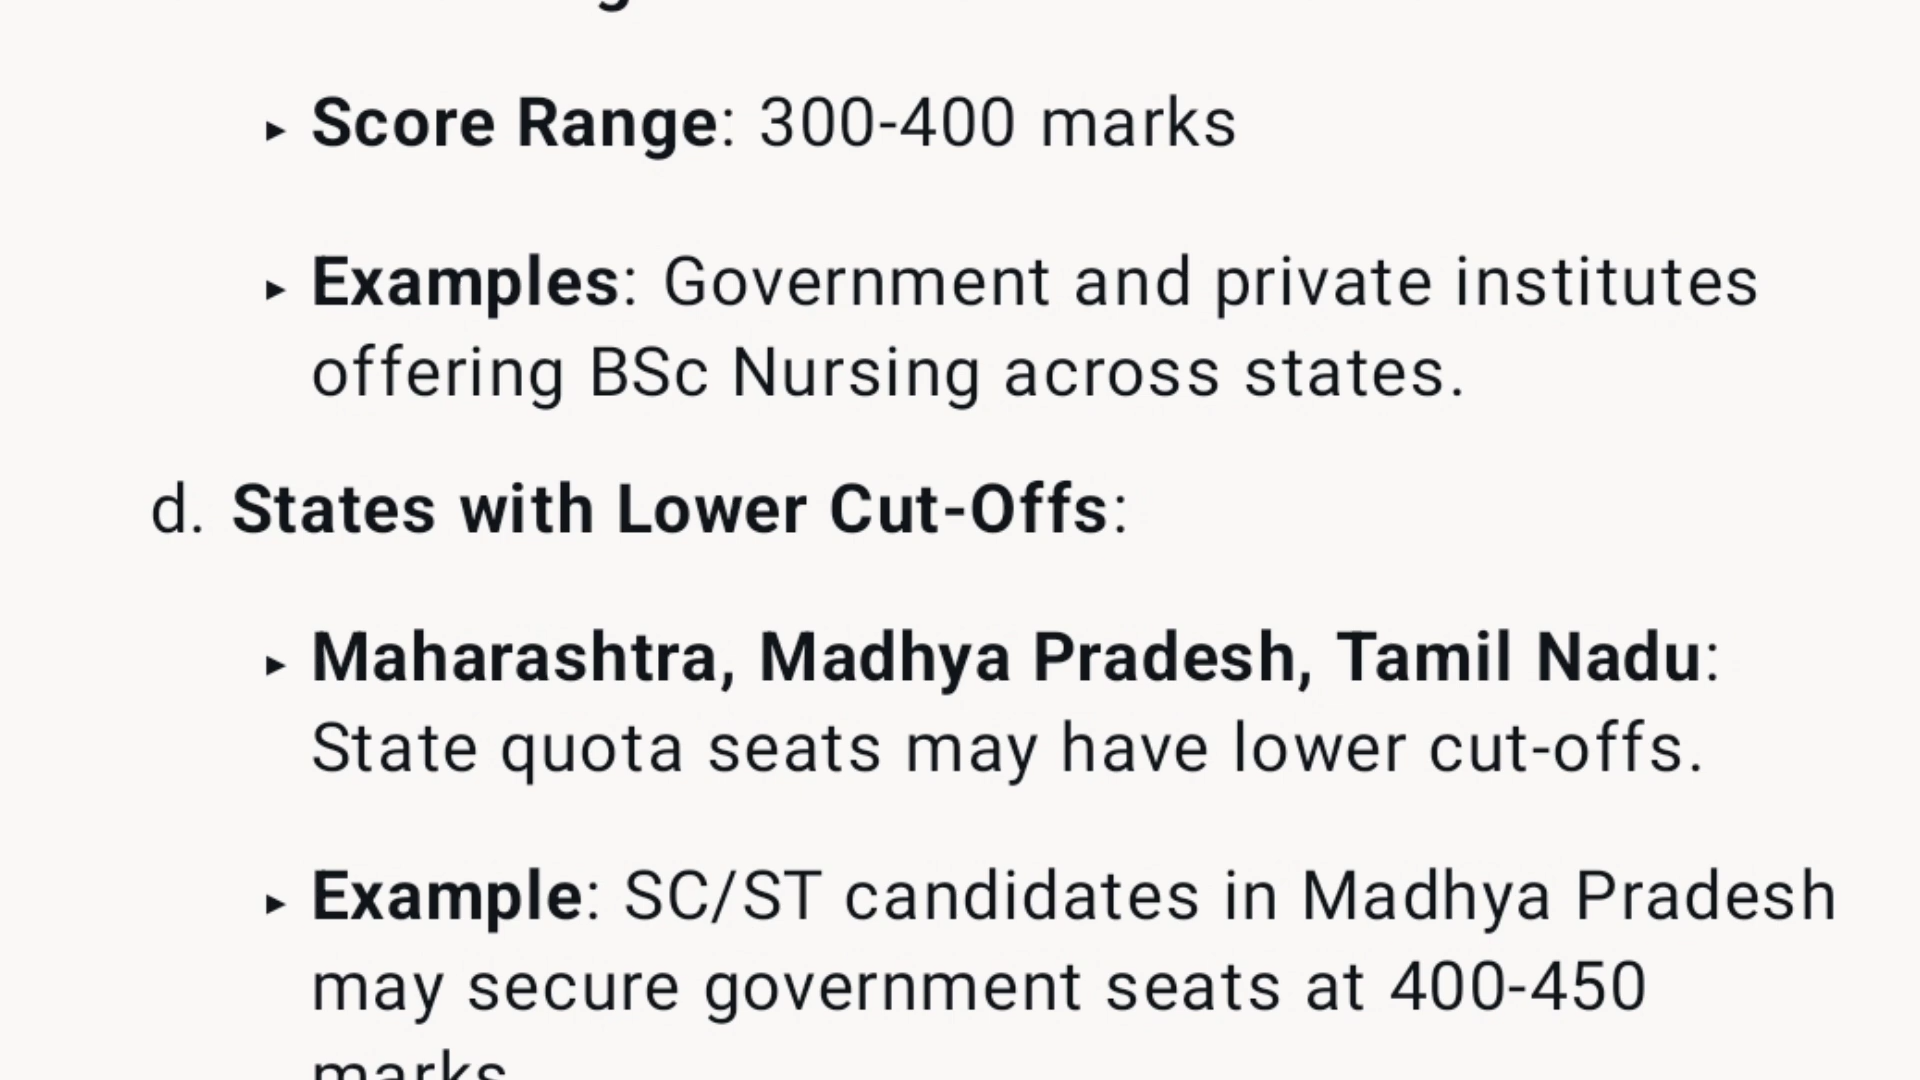 ▸ Score Range: 300-400 marks
▸ Examples: Government and private institutes
offering BSc Nursing across states.
d. States with Lower Cut-Offs:
▸ Maharashtra, Madhya Pradesh, Tamil Nadu:
State quota seats may have lower cut-offs.
▸ Example: SC/ST candidates in Madhya Pradesh
may secure government seats at 400-450
marks